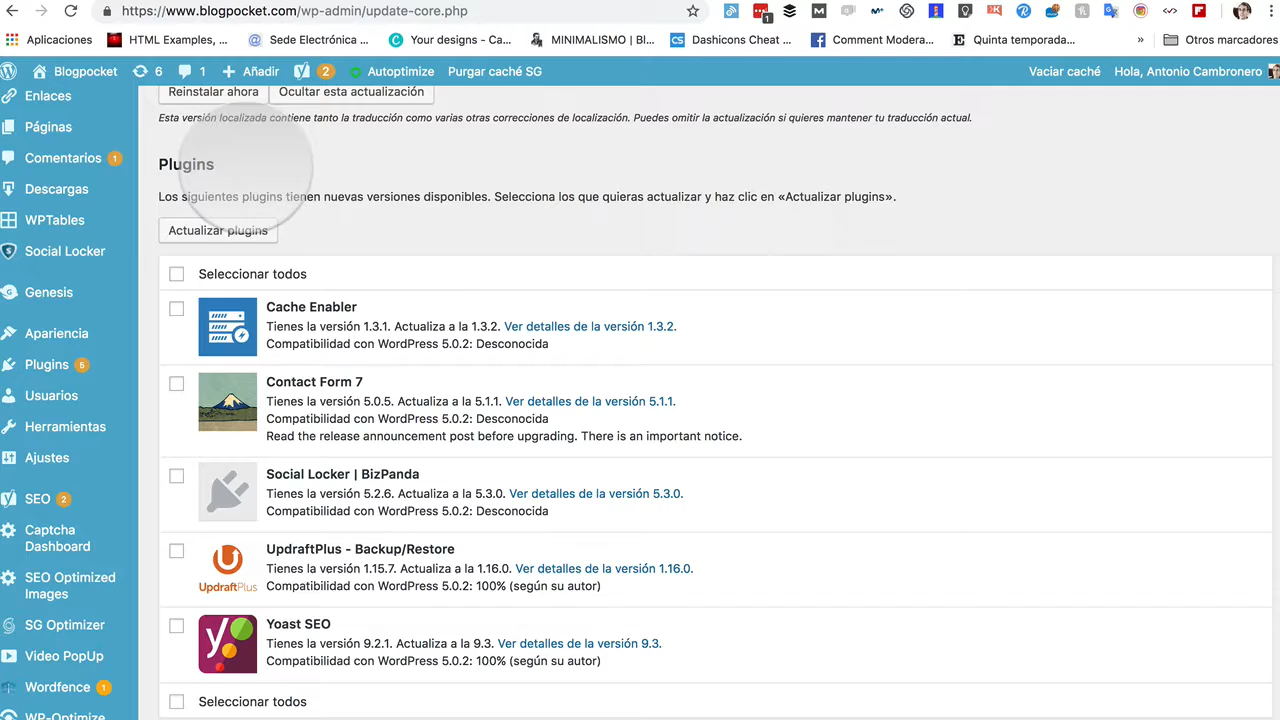 https://www.blogpocket.com/wp-admin/update-core.php
Aplicaciones
HTML Examples, ...
Sede Electrónica ...
Your designs - Ca...
MINIMALISMO | Bl...
Dashicons Cheat ...
Comment Modera...
Quinta temporada...
»
Otros marcadores
Blogpocket
6
1
Añadir
2
Autoptimize
Purgar caché SG
Vaciar caché
Hola, Antonio Cambronero
Enlaces
Páginas
Comentarios 1
Descargas
WPTables
Social Locker
Genesis
Apariencia
Plugins 5
Usuarios
Herramientas
Ajustes
SEO 2
Captcha
Dashboard
SEO Optimized
Images
SG Optimizer
Video PopUp
Wordfence 1
WP-Optimize
Reinstalar ahora
Ocultar esta actualización
Esta versión localizada contiene tanto la traducción como varias otras correcciones de localización. Puedes omitir la actualización si quieres mantener tu traducción actual.
Plugins
Los siguientes plugins tienen nuevas versiones disponibles. Selecciona los que quieras actualizar y haz clic en «Actualizar plugins».
Actualizar plugins
Seleccionar todos
Cache Enabler
Tienes la versión 1.3.1. Actualiza a la 1.3.2. Ver detalles de la versión 1.3.2.
Compatibilidad con WordPress 5.0.2: Desconocida
Contact Form 7
Tienes la versión 5.0.5. Actualiza a la 5.1.1. Ver detalles de la versión 5.1.1.
Compatibilidad con WordPress 5.0.2: Desconocida
Read the release announcement post before upgrading. There is an important notice.
Social Locker | BizPanda
Tienes la versión 5.2.6. Actualiza a la 5.3.0. Ver detalles de la versión 5.3.0.
Compatibilidad con WordPress 5.0.2: Desconocida
UpdraftPlus
UpdraftPlus - Backup/Restore
Tienes la versión 1.15.7. Actualiza a la 1.16.0. Ver detalles de la versión 1.16.0.
Compatibilidad con WordPress 5.0.2: 100% (según su autor)
Yoast SEO
Tienes la versión 9.2.1. Actualiza a la 9.3. Ver detalles de la versión 9.3.
Compatibilidad con WordPress 5.0.2: 100% (según su autor)
Seleccionar todos